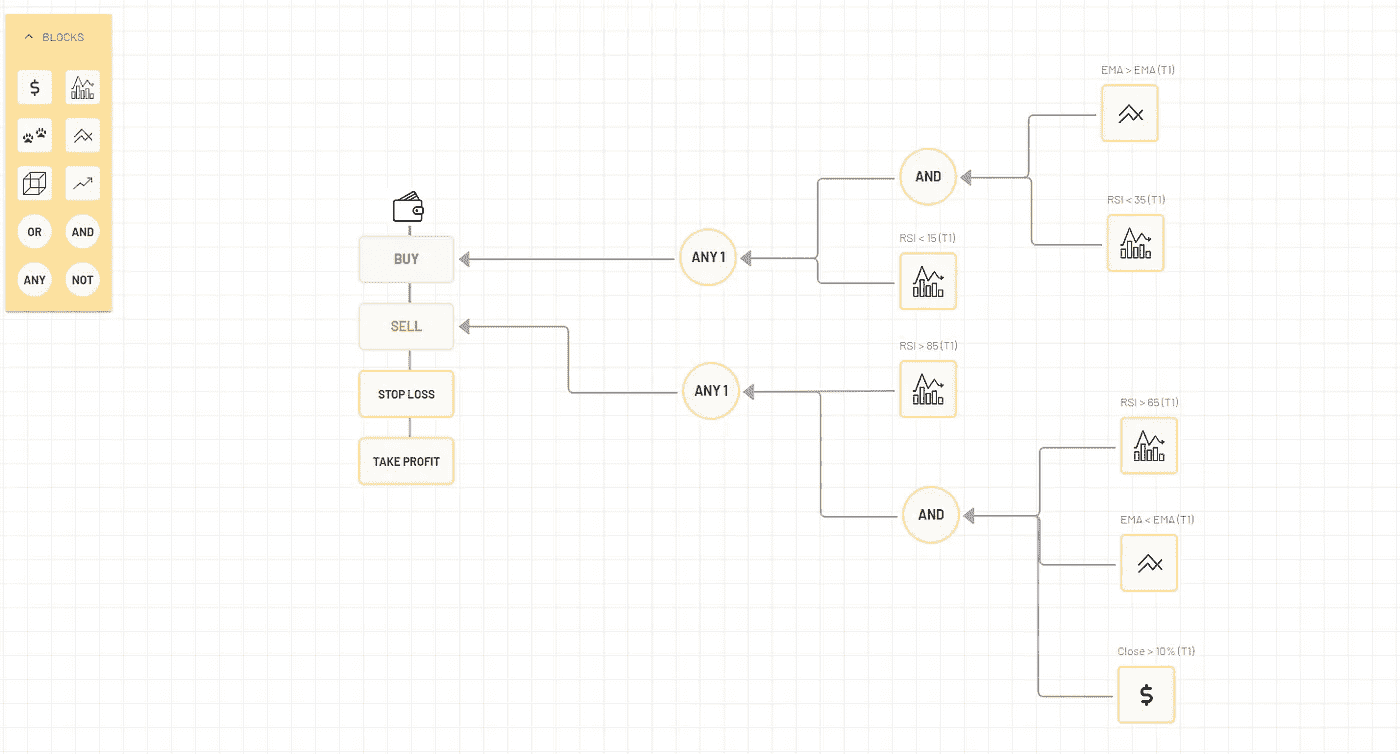 BLOCKS
$
OR
AND
ANY
NOT
BUY
SELL
STOP LOSS
TAKE PROFIT
ANY 1
ANY 1
AND
RSI < 15 (T1)
RSI > 85 (T1)
AND
EMA > EMA (T1)
RSI < 35 (T1)
RSI > 65 (T1)
EMA < EMA (T1)
Close > 10% (T1)
$